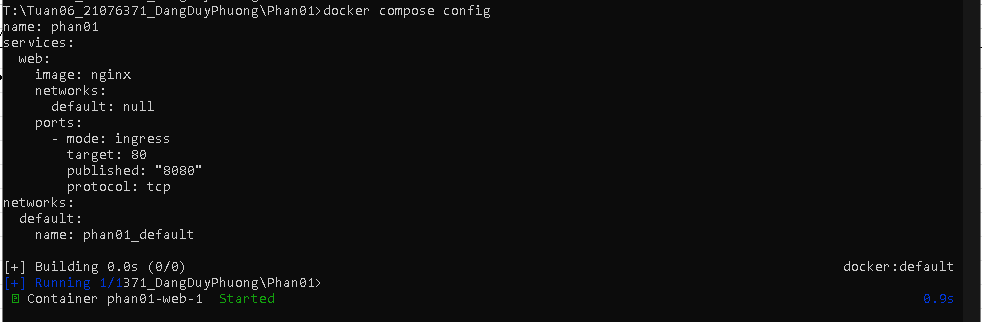 T:\Tuan06_21076371_DangDuyPhuong\Phan01>docker compose config
name: phan01
services:
  web:
    image: nginx
    networks:
      default: null
    ports:
      - mode: ingress
        target: 80
        published: "8080"
        protocol: tcp
networks:
  default:
    name: phan01_default

[+] Building 0.0s (0/0) docker:default
[+] Running 1/1371_DangDuyPhuong\Phan01>
Container phan01-web-1  Started 0.9s